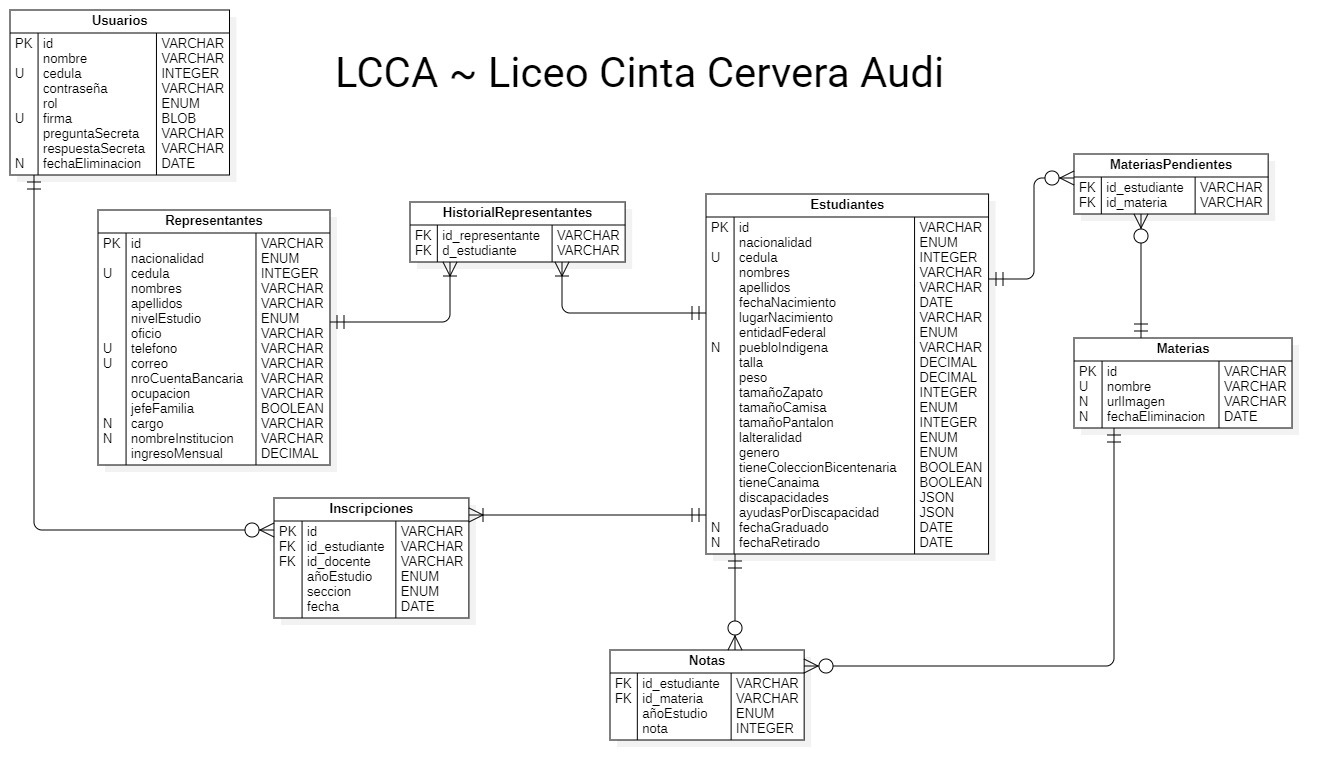 LCCA ~ Liceo Cinta Cervera Audi
Usuarios
PK id VARCHAR
nombre VARCHAR
U cedula INTEGER
contraseña VARCHAR
rol ENUM
U firma BLOB
preguntaSecreta VARCHAR
respuestaSecreta VARCHAR
N fechaEliminacion DATE
Representantes
PK id VARCHAR
nacionalidad ENUM
U cedula INTEGER
nombres VARCHAR
apellidos VARCHAR
nivelEstudio ENUM
oficio VARCHAR
U telefono VARCHAR
U correo VARCHAR
nroCuentaBancaria VARCHAR
ocupacion VARCHAR
jefeFamilia BOOLEAN
N cargo VARCHAR
N nombreInstitucion VARCHAR
ingresoMensual DECIMAL
HistorialRepresentantes
FK id_representante VARCHAR
FK d_estudiante VARCHAR
Estudiantes
PK id VARCHAR
nacionalidad ENUM
U cedula INTEGER
nombres VARCHAR
apellidos VARCHAR
fechaNacimiento DATE
lugarNacimiento VARCHAR
entidadFederal ENUM
N puebloIndigena VARCHAR
talla DECIMAL
peso DECIMAL
tamañoZapato INTEGER
tamañoCamisa ENUM
tamañoPantalon INTEGER
lalteralidad ENUM
genero ENUM
tieneColeccionBicentenaria BOOLEAN
tieneCanaima BOOLEAN
discapacidades JSON
ayudasPorDiscapacidad JSON
N fechaGraduado DATE
N fechaRetirado DATE
MateriasPendientes
FK id_estudiante VARCHAR
FK id_materia VARCHAR
Materias
PK id VARCHAR
U nombre VARCHAR
N urlImagen VARCHAR
N fechaEliminacion DATE
Inscripciones
PK id VARCHAR
FK id_estudiante VARCHAR
FK id_docente VARCHAR
añoEstudio ENUM
seccion ENUM
fecha DATE
Notas
FK id_estudiante VARCHAR
FK id_materia VARCHAR
añoEstudio ENUM
nota INTEGER